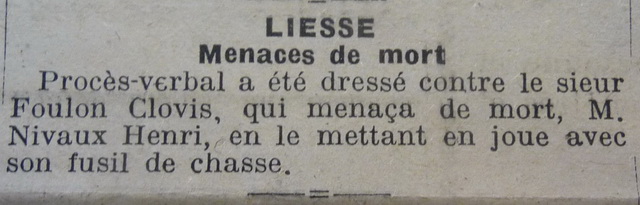 LIESSE
Menaces de mort
Procès-verbal a été dressé contre le sieur
Foulon Clovis, qui menaça de mort, M.
Nivaux Henri, en le mettant en joue avec
son fusil de chasse.